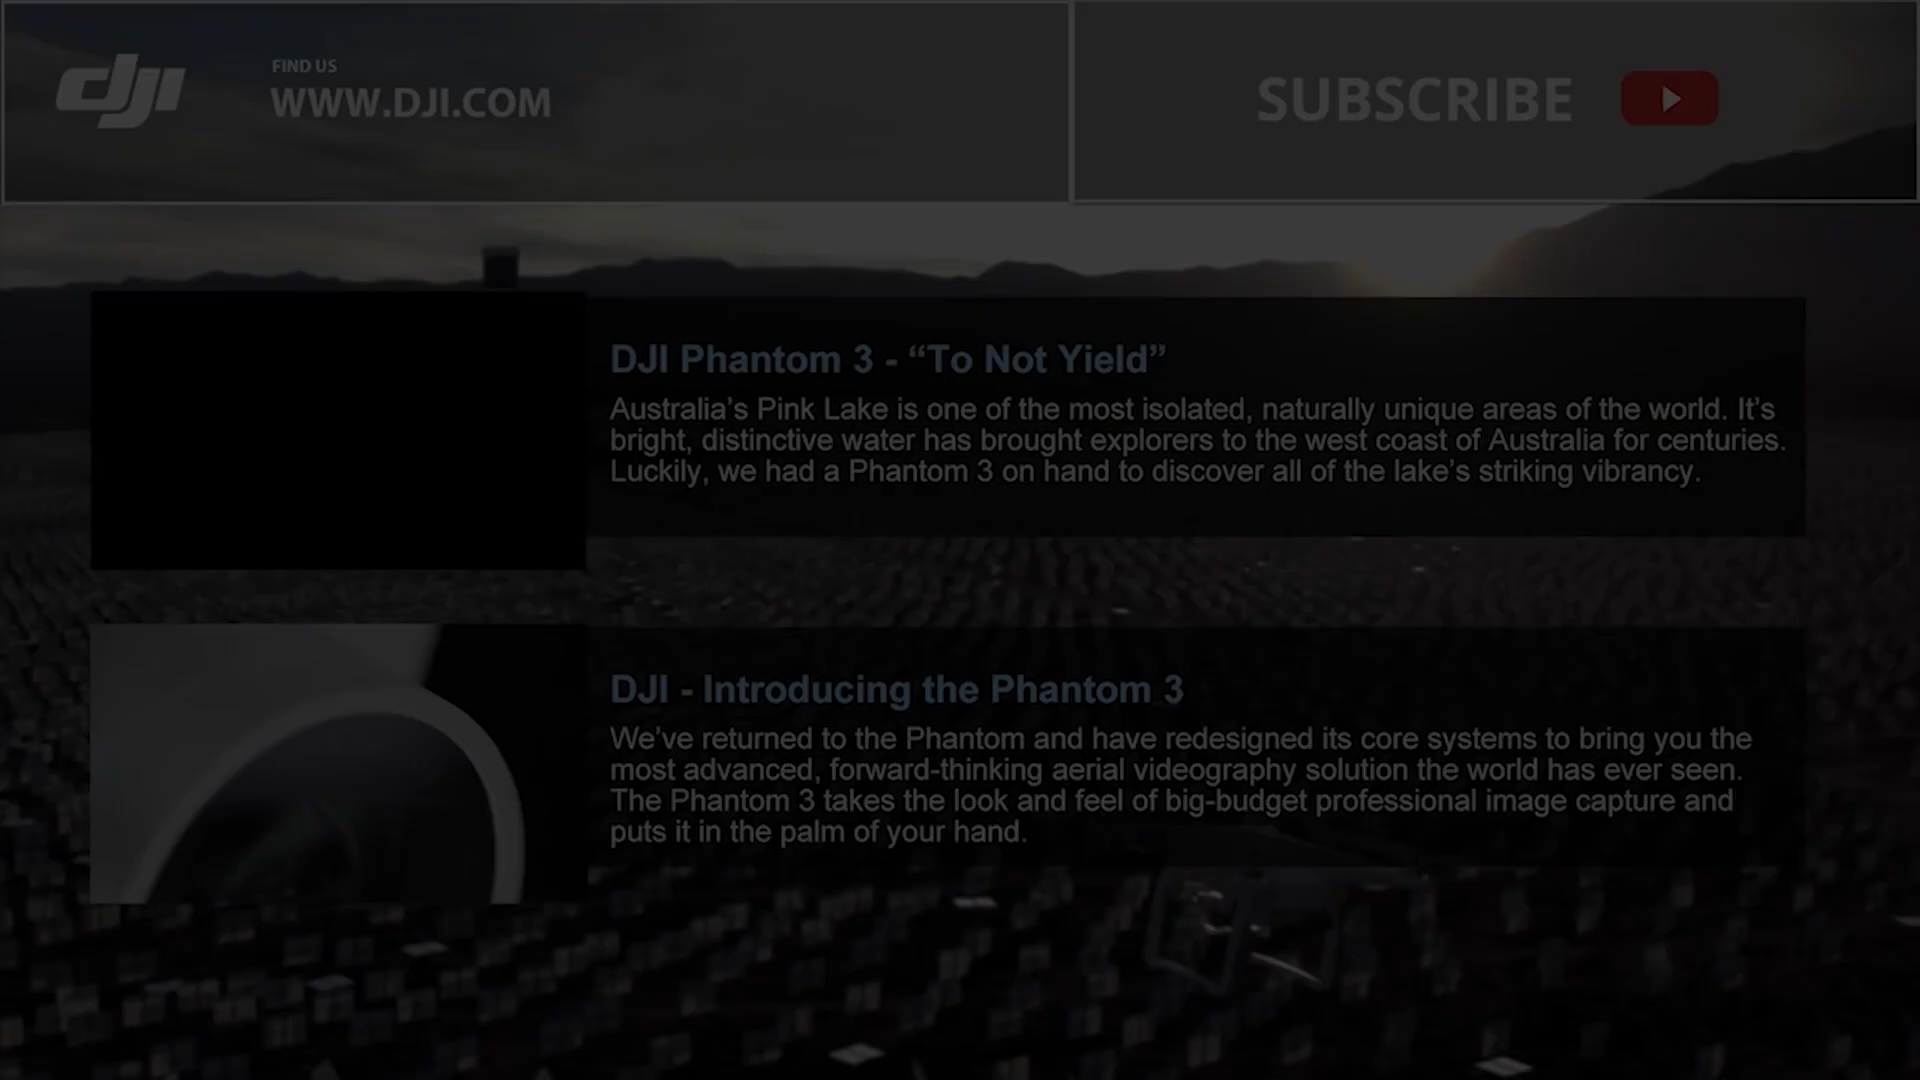 dji
FIND US
WWW.DJI.COM
SUBSCRIBE
DJI Phantom 3 - “To Not Yield”
Australia’s Pink Lake is one of the most isolated, naturally unique areas of the world. It’s
bright, distinctive water has brought explorers to the west coast of Australia for centuries.
Luckily, we had a Phantom 3 on hand to discover all of the lake’s striking vibrancy.
DJI - Introducing the Phantom 3
We’ve returned to the Phantom and have redesigned its core systems to bring you the
most advanced, forward-thinking aerial videography solution the world has ever seen.
The Phantom 3 takes the look and feel of big-budget professional image capture and
puts it in the palm of your hand.